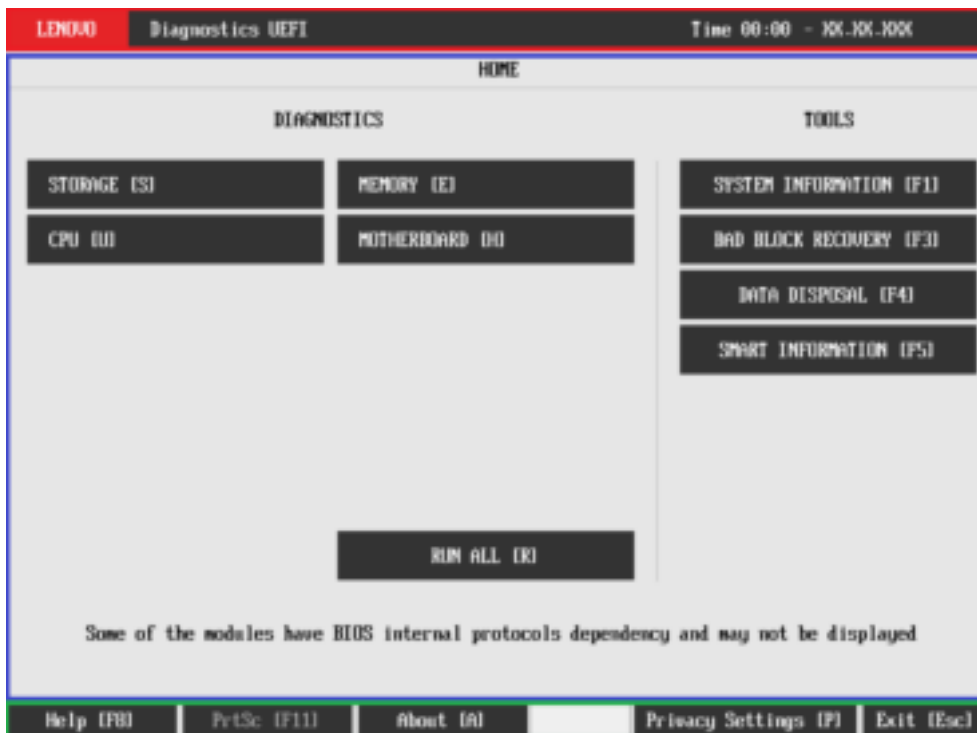 LENOVO Diagnostics UEFI Time 00:00 - XX.XX.XXX
HOME
DIAGNOSTICS TOOLS
STORAGE [S] MEMORY [E] SYSTEM INFORMATION [F1]
CPU [U] MOTHERBOARD [H] BAD BLOCK RECOVERY [F3]
DATA DISPOSAL [F4]
SMART INFORMATION [F5]
RUN ALL [R]
Some of the modules have BIOS internal protocols dependency and may not be displayed
Help [F8] PrtSc [F11] About [A] Privacy Settings [P] Exit [Esc]